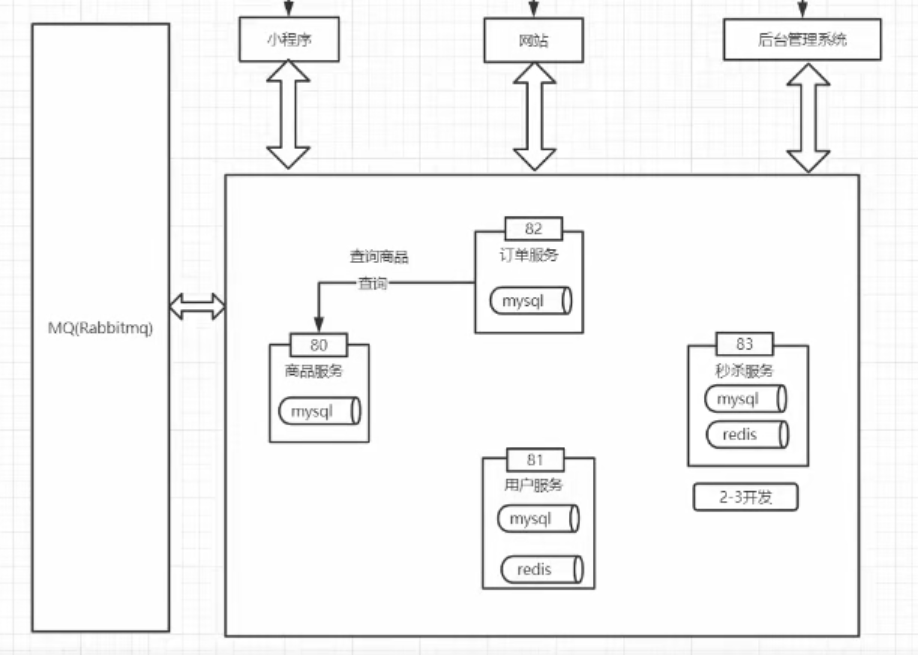 小程序
网站
后台管理系统
82
订单服务
mysql
查询商品
查询
MQ(Rabbitmq)
80
商品服务
mysql
83
秒杀服务
mysql
redis
2-3开发
81
用户服务
mysql
redis